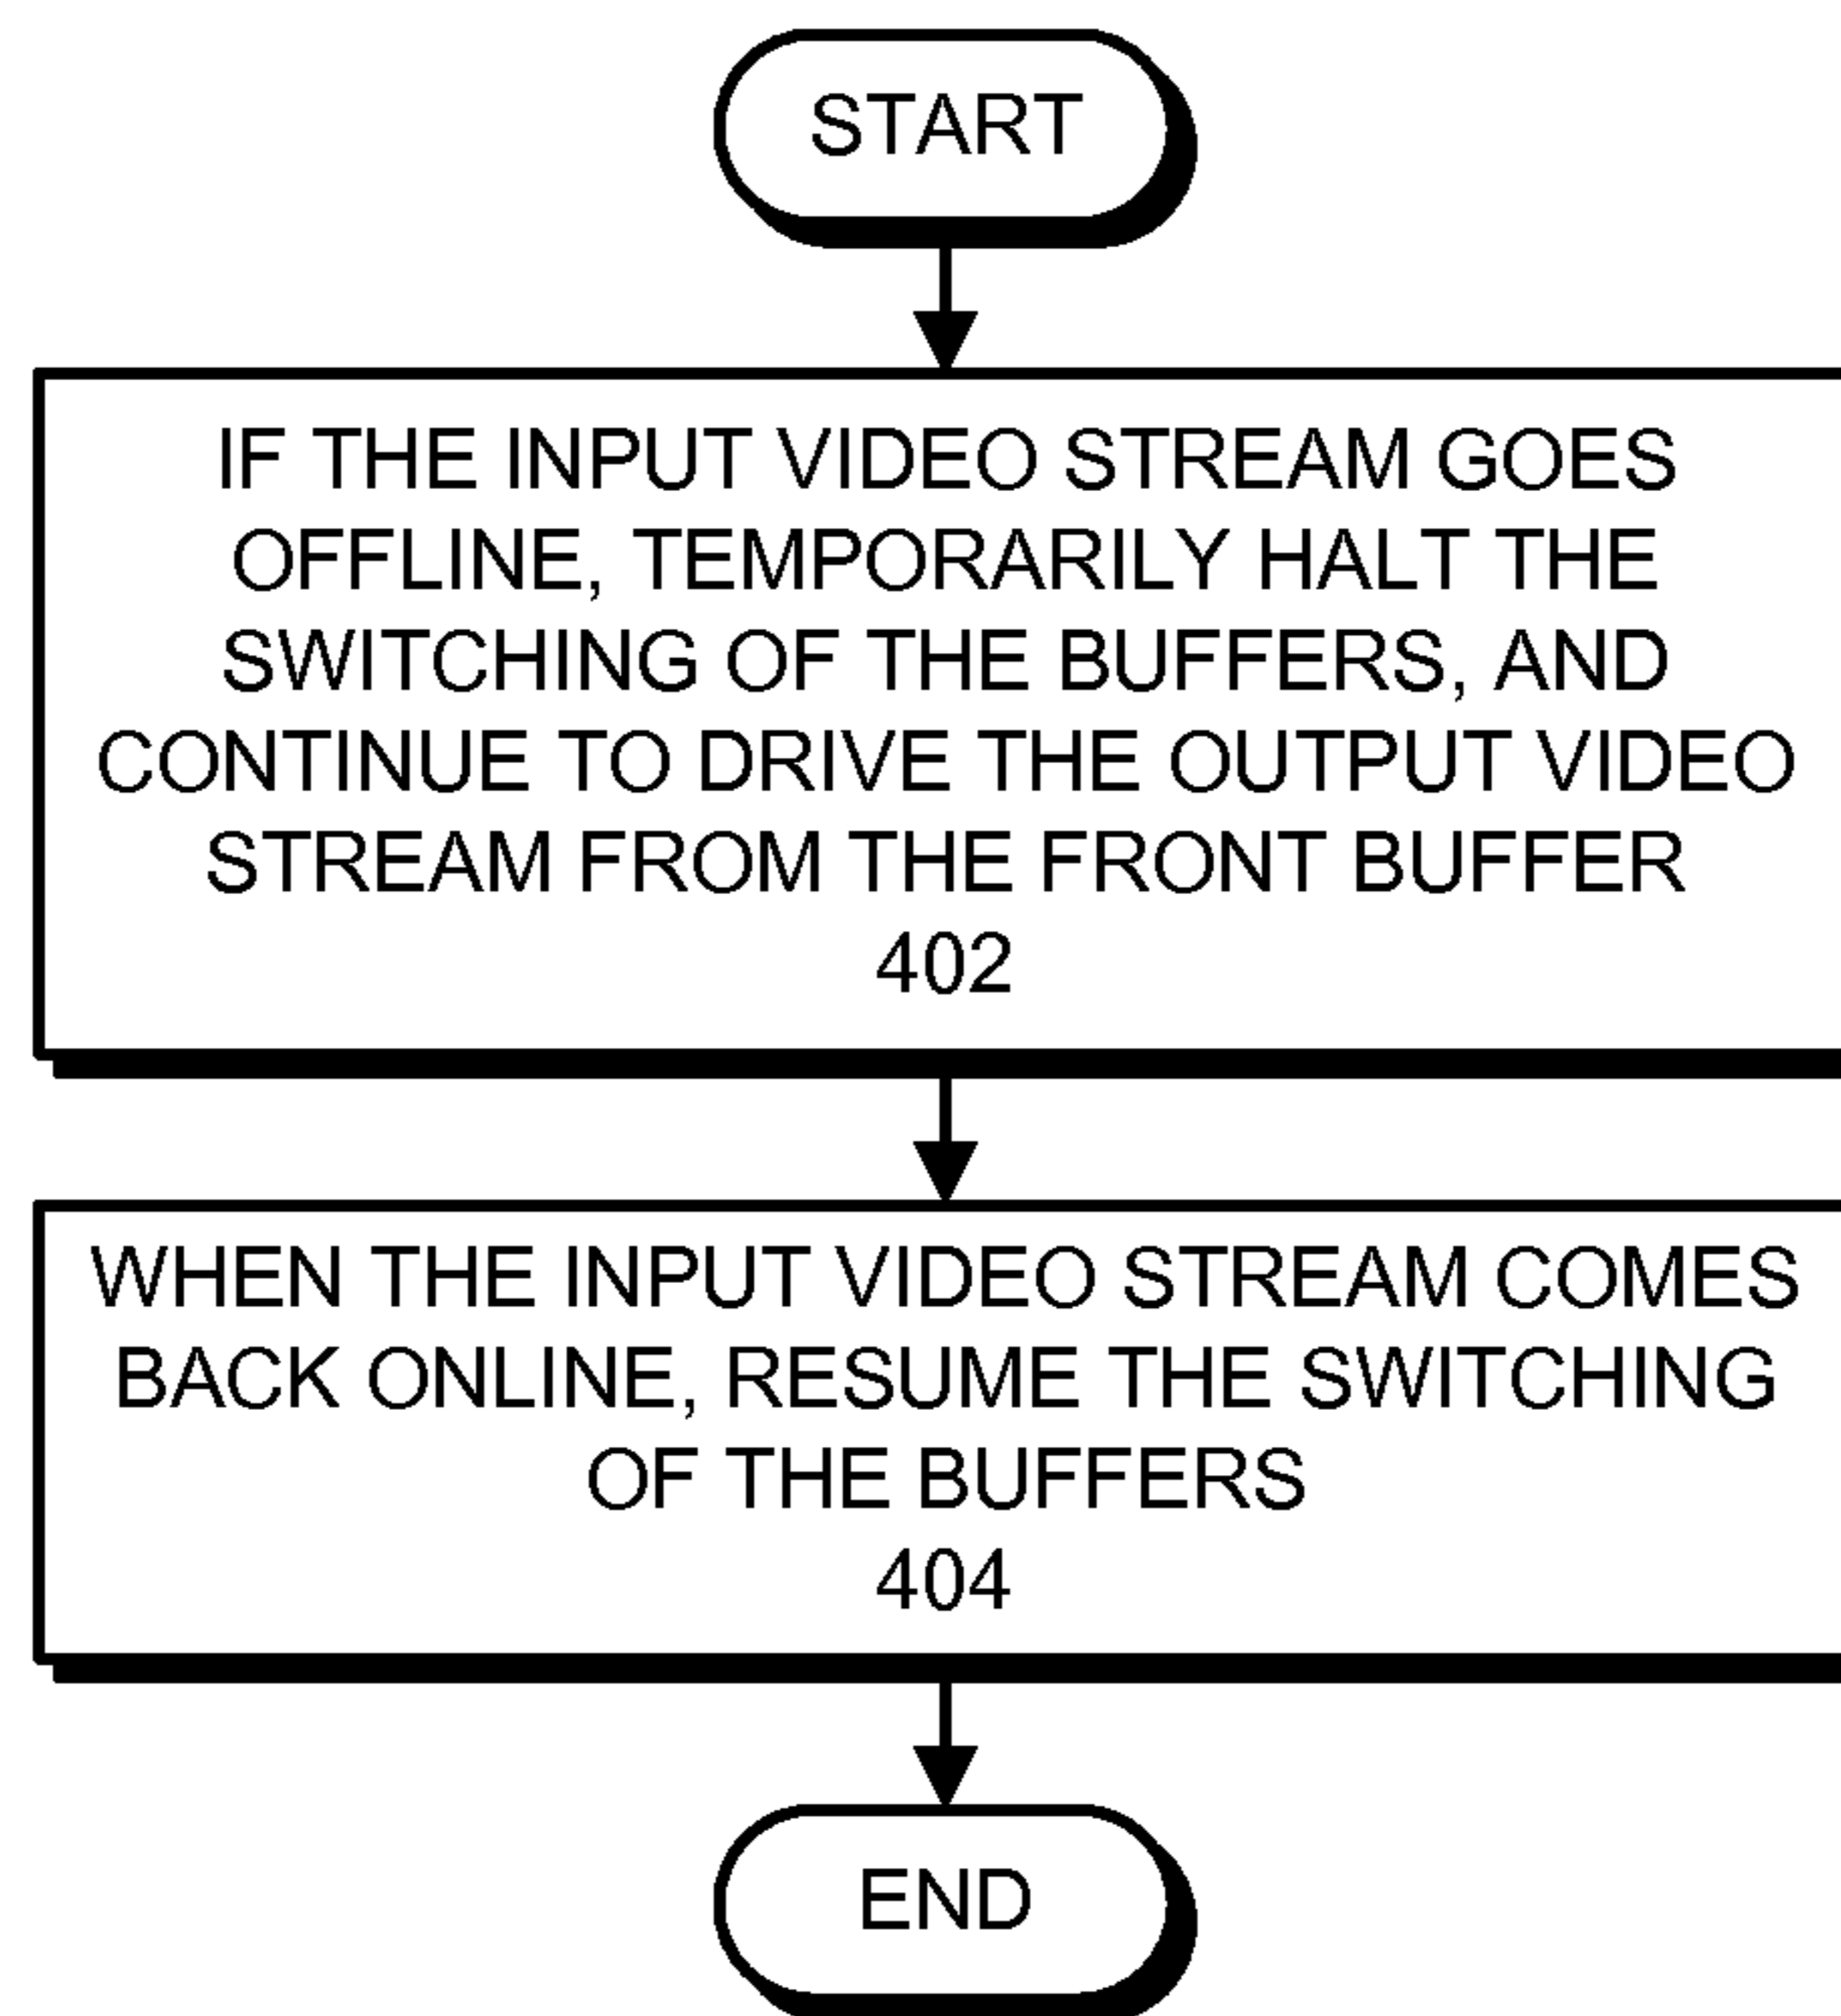 START
IF THE INPUT VIDEO STREAM GOES
OFFLINE, TEMPORARILY HALT THE
SWITCHING OF THE BUFFERS, AND
CONTINUE TO DRIVE THE OUTPUT VIDEO
STREAM FROM THE FRONT BUFFER
402
WHEN THE INPUT VIDEO STREAM COMES
BACK ONLINE, RESUME THE SWITCHING
OF THE BUFFERS
404
END